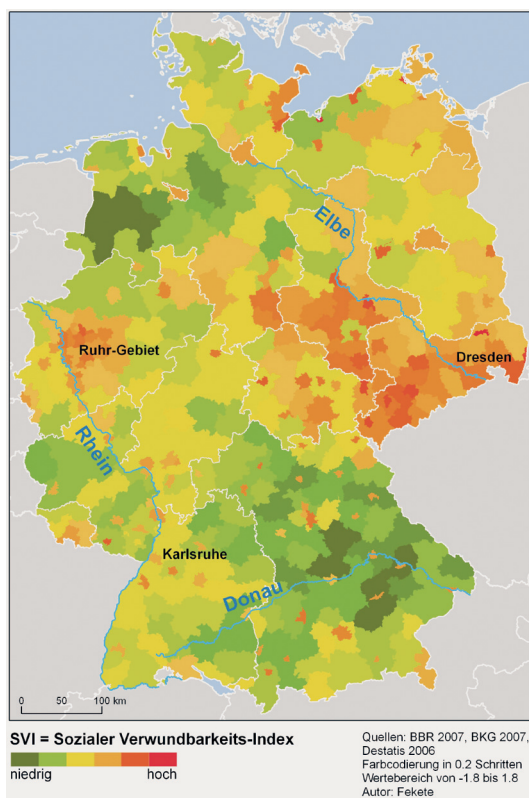 Elbe
Ruhr-Gebiet
Dresden
Rhein
Karlsruhe
Donau
0 50 100 km
SVI = Sozialer Verwundbarkeits-Index
niedrig hoch
Quellen: BBR 2007, BKG 2007,
Destatis 2006
Farbcodierung in 0.2 Schritten
Wertebereich von -1.8 bis 1.8
Autor: Fekete